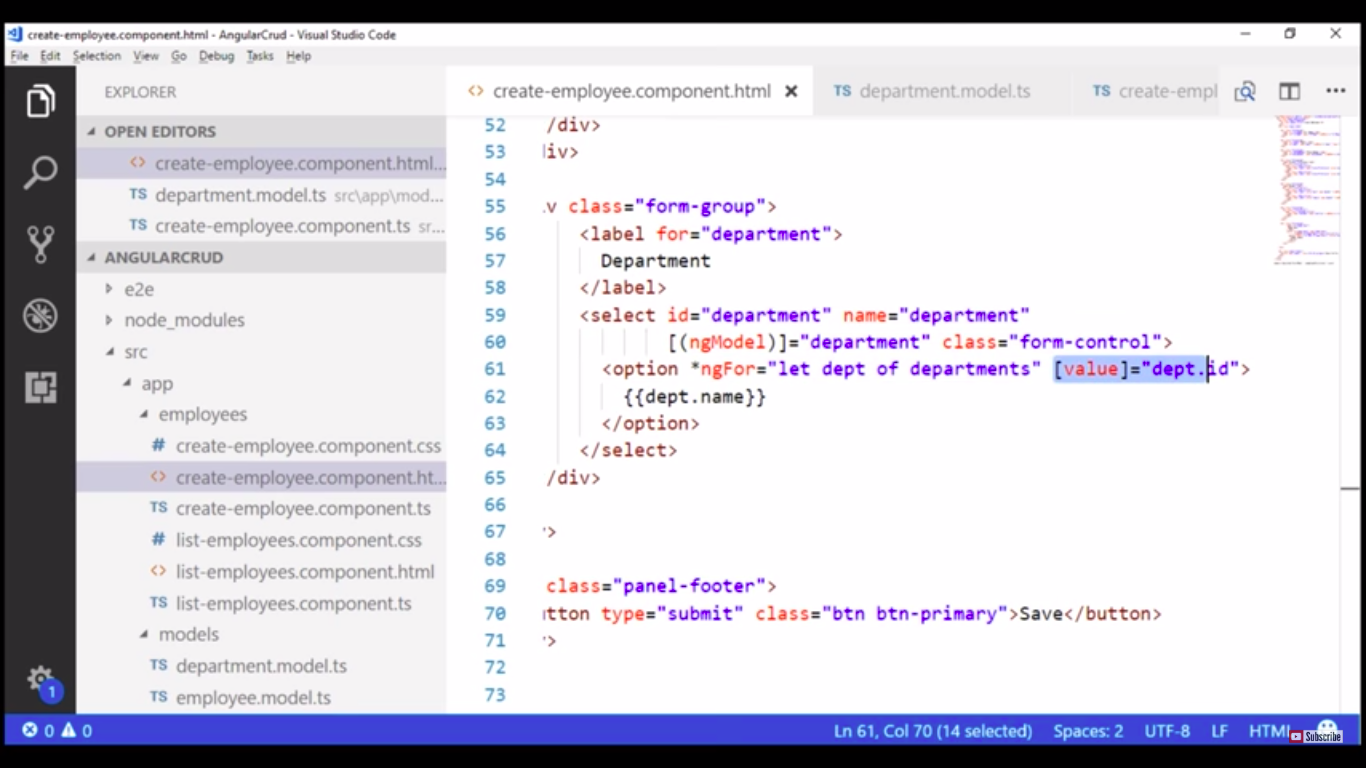 create-employee.component.html - AngularCrud - Visual Studio Code
File Edit Selection View Go Debug Tasks Help
EXPLORER
OPEN EDITORS
create-employee.component.html...
TS department.model.ts src\app\mod...
TS create-employee.component.ts sr...
ANGULARCRUD
e2e
node_modules
src
app
employees
# create-employee.component.css
<> create-employee.component.ht...
TS create-employee.component.ts
# list-employees.component.css
<> list-employees.component.html
TS list-employees.component.ts
models
TS department.model.ts
TS employee.model.ts
1
<> create-employee.component.html TS department.model.ts TS create-empl
52 /div>
53 iv>
54
55 .v class="form-group">
56 <label for="department">
57 Department
58 </label>
59 <select id="department" name="department"
60 [(ngModel)]="department" class="form-control">
61 <option *ngFor="let dept of departments" [value]="dept.id">
62 {{dept.name}}
63 </option>
64 </select>
65 /div>
66
67 >
68
69 class="panel-footer">
70 tton type="submit" class="btn btn-primary">Save</button>
71 >
72
73
0 0 Ln 61, Col 70 (14 selected) Spaces: 2 UTF-8 LF HTML
Subscribe